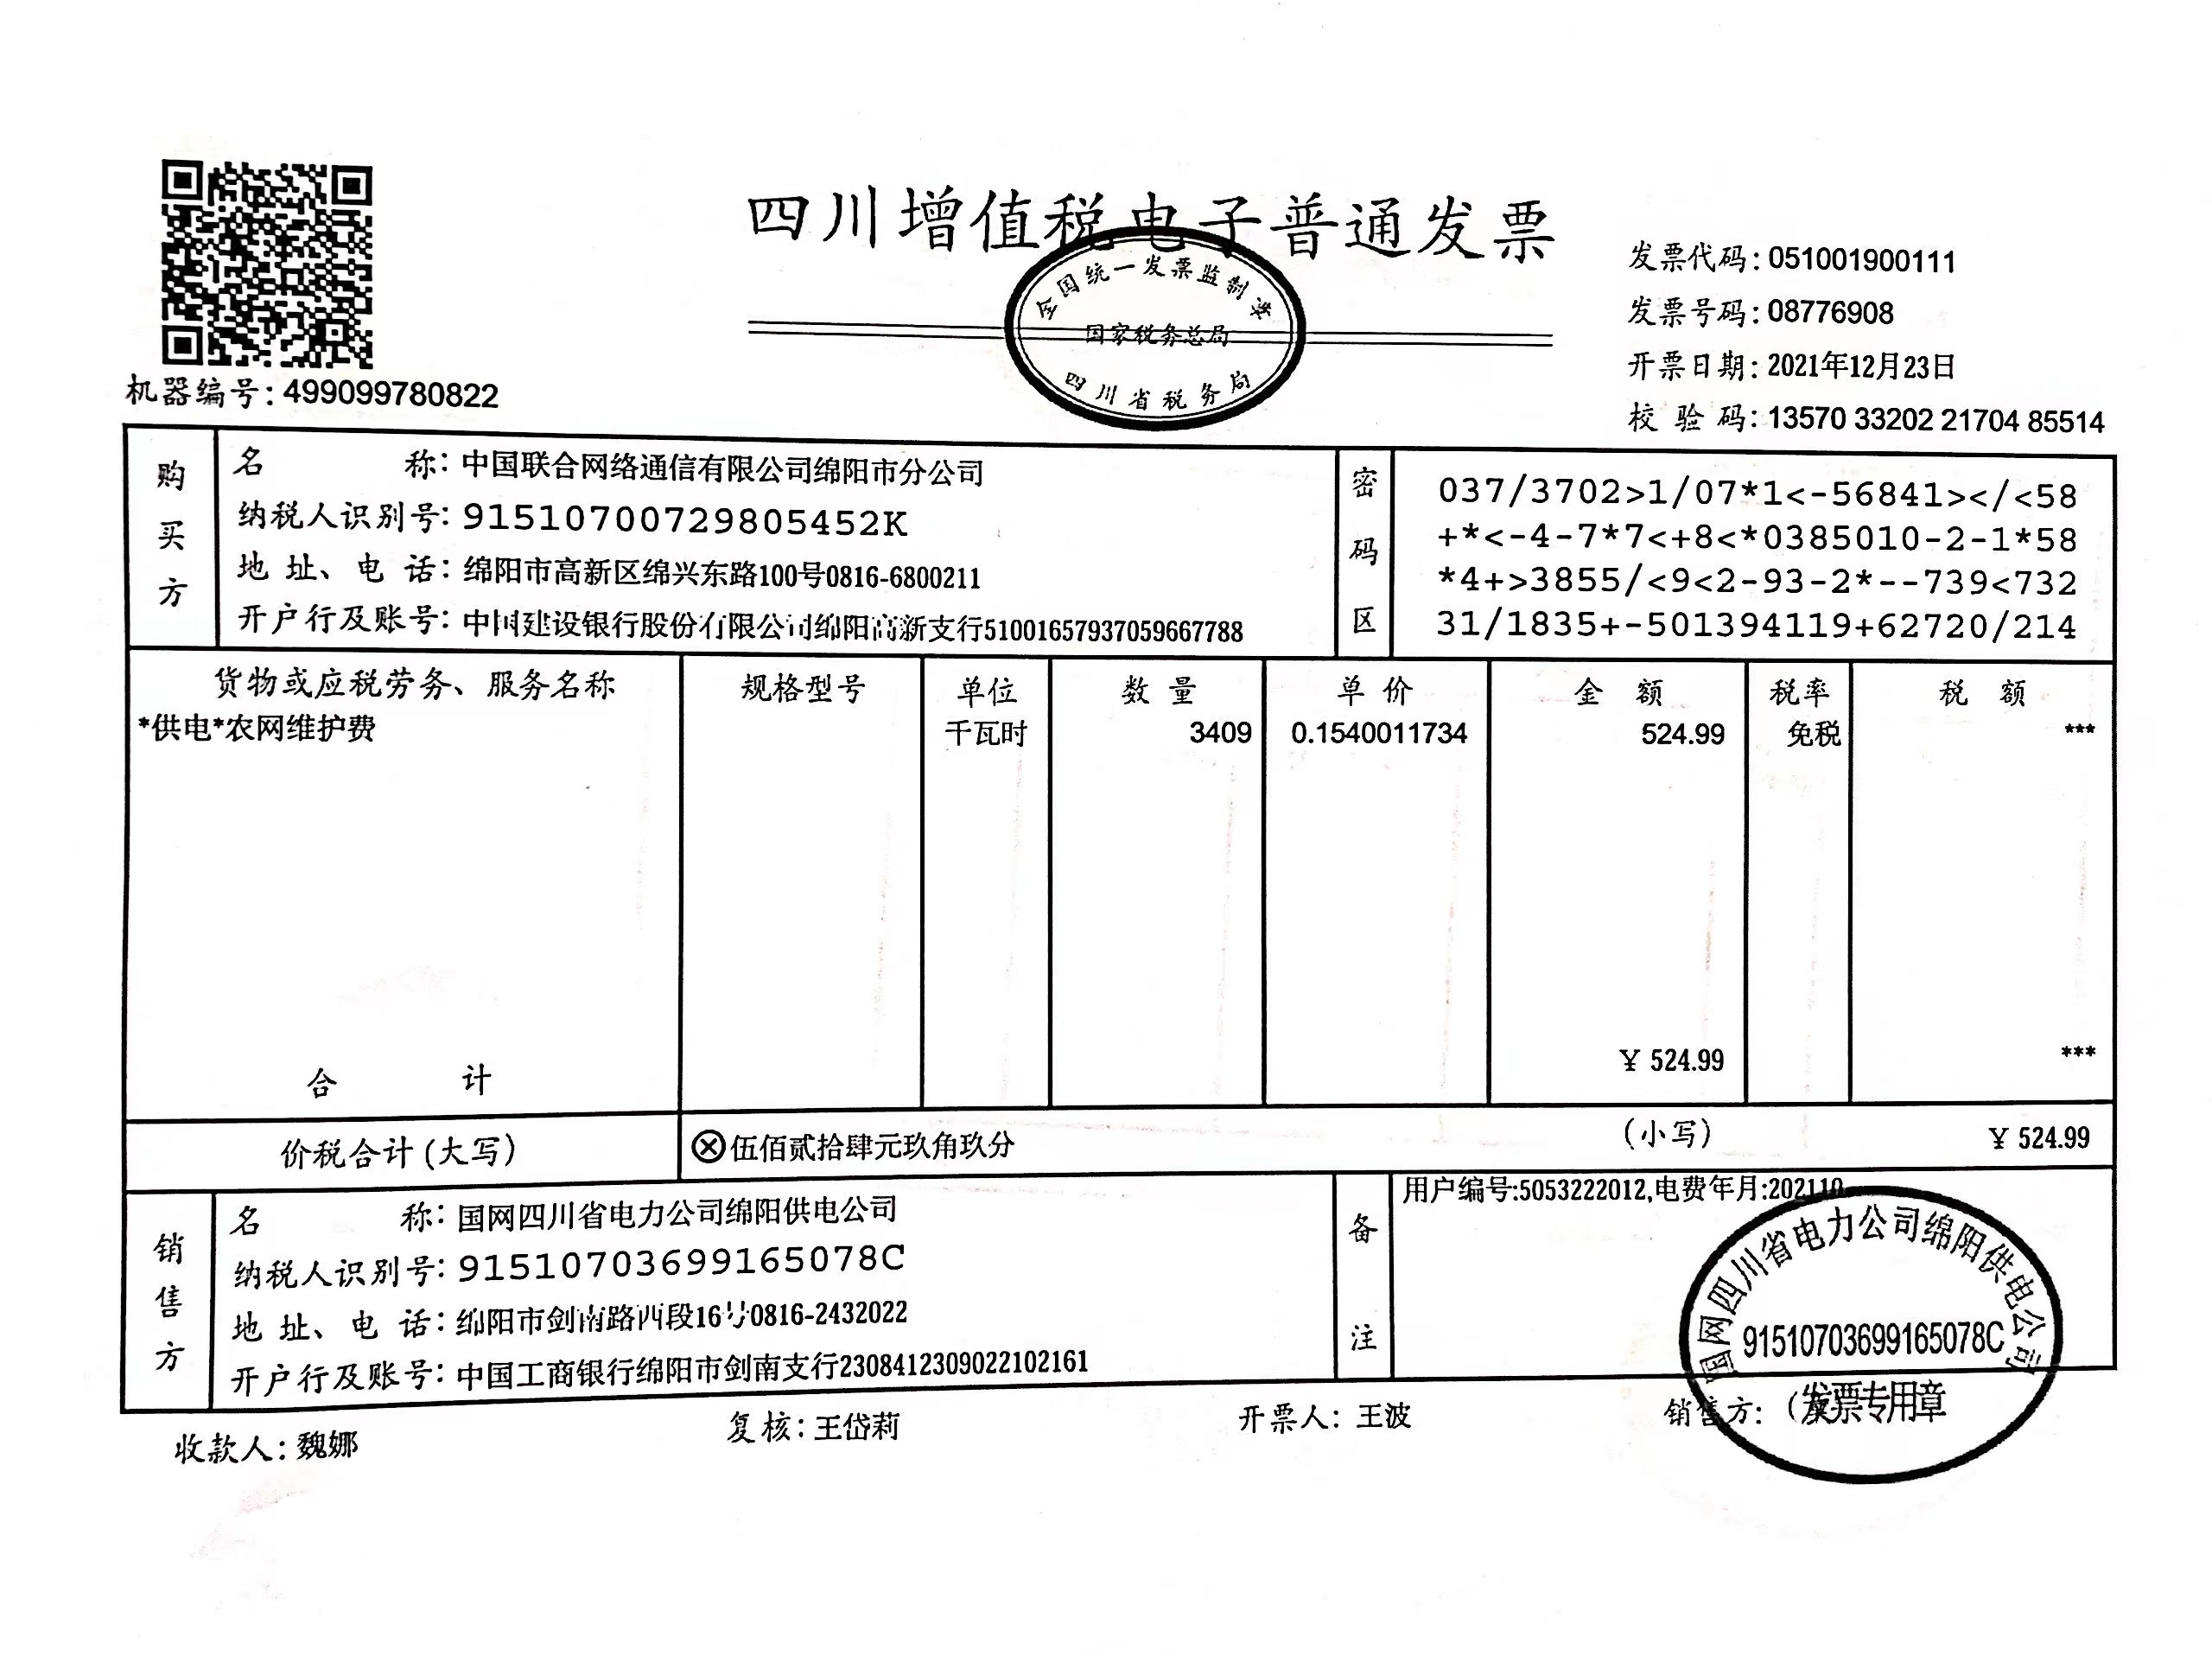 四川增值税电子普通发票
全国统一发票监制章
国家税务总局
四川省税务局
发票代码:051001900111
发票号码:08776908
开票日期:2021年12月23日
校 验 码:13570 33202 21704 85514
机器编号:499099780822
购买方
名 称:中国联合网络通信有限公司绵阳市分公司
纳税人识别号:91510700729805452K
地 址、电 话:绵阳市高新区绵兴东路100号0816-6800211
开户行及账号:中国建设银行股份有限公司绵阳高新支行51001657937059667788
密码区
037/3702>1/07*1<-56841></<58
+*<-4-7*7<+8<*0385010-2-1*58
*4+>3855/<9<2-93-2*--739<732
31/1835+-501394119+62720/214
货物或应税劳务、服务名称 规格型号 单位 数量 单价 金额 税率 税额
*供电*农网维护费 千瓦时 3409 0.1540011734 524.99 免税 ***
合 计 ¥ 524.99 ***
价税合计(大写) ⊗伍佰贰拾肆元玖角玖分 (小写) ¥ 524.99
销售方
名 称:国网四川省电力公司绵阳供电公司
纳税人识别号:91510703699165078C
地 址、电 话:绵阳市剑南路西段16号0816-2432022
开户行及账号:中国工商银行绵阳市剑南支行2308412309022102161
备注
用户编号:5053222012,电费年月:202110
国网四川省电力公司绵阳供电公司
91510703699165078C
发票专用章
收款人:魏娜 复核:王岱莉 开票人:王波 销售方: